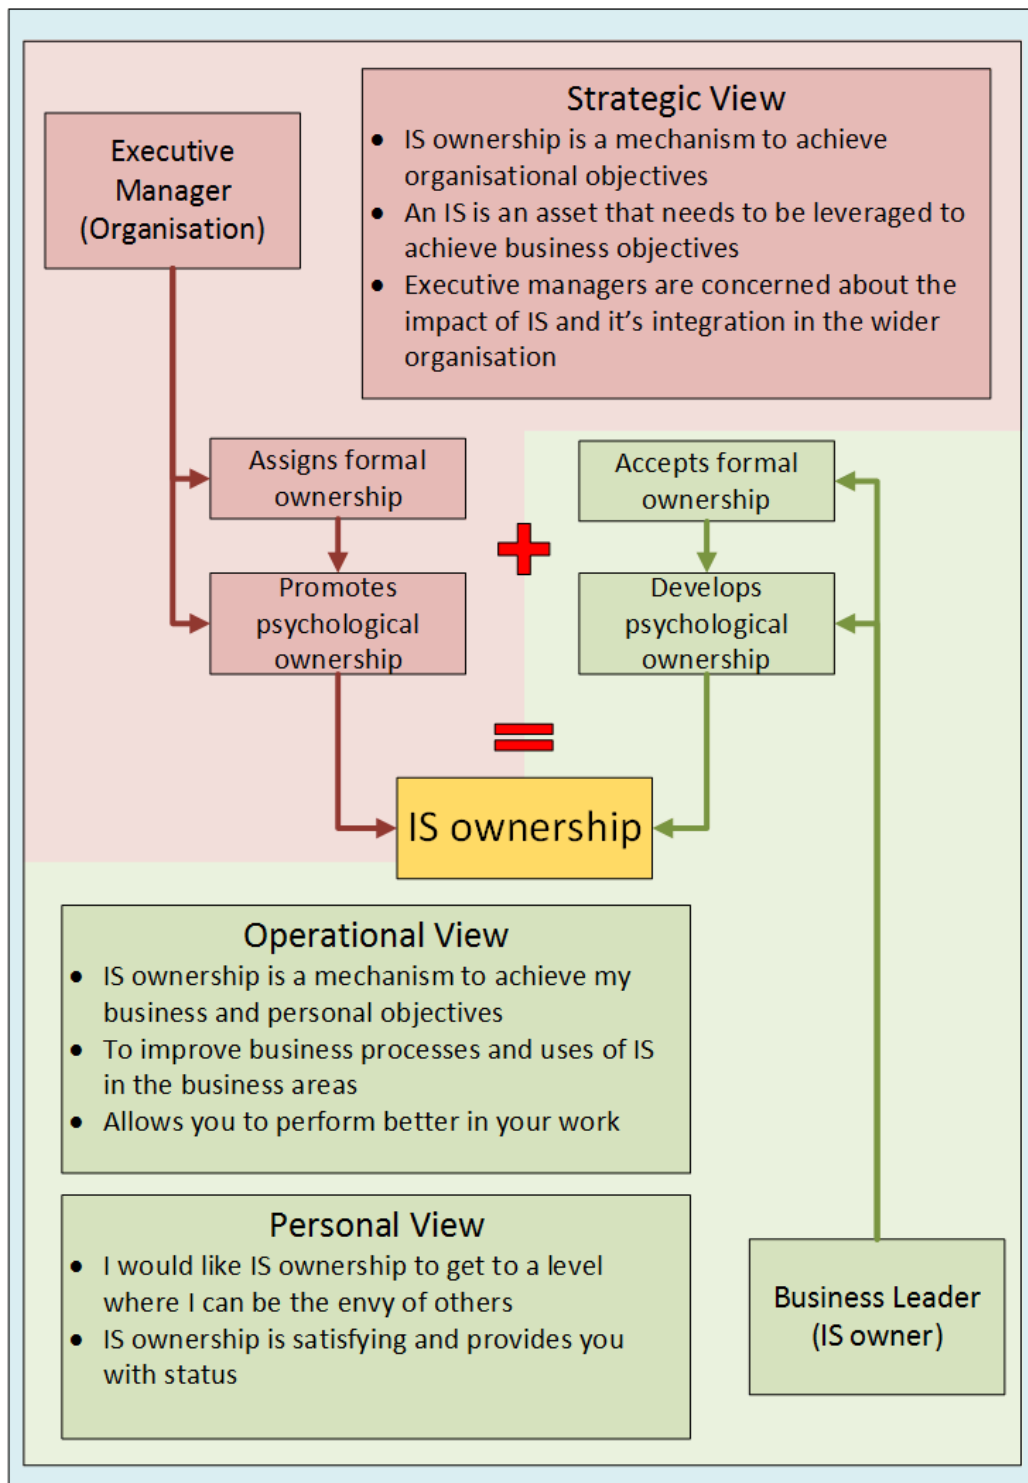 Executive
Manager
(Organisation)
Strategic View
• IS ownership is a mechanism to achieve
organisational objectives
• An IS is an asset that needs to be leveraged to
achieve business objectives
• Executive managers are concerned about the
impact of IS and it's integration in the wider
organisation
Assigns formal
ownership
Accepts formal
ownership
+
Promotes
psychological
ownership
Develops
psychological
ownership
=
IS ownership
Operational View
• IS ownership is a mechanism to achieve my
business and personal objectives
• To improve business processes and uses of IS
in the business areas
• Allows you to perform better in your work
Personal View
• I would like IS ownership to get to a level
where I can be the envy of others
• IS ownership is satisfying and provides you
with status
Business Leader
(IS owner)